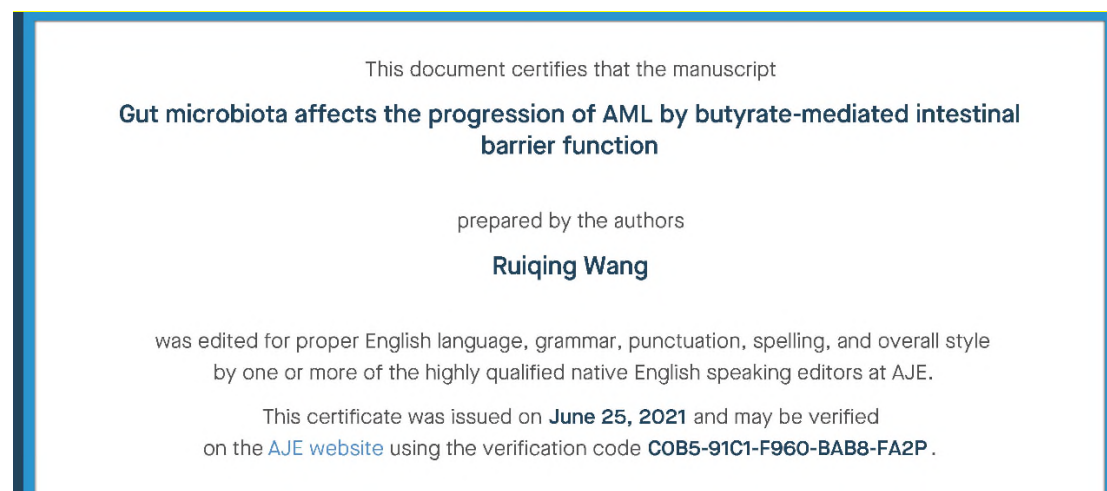 This document certifies that the manuscript
Gut microbiota affects the progression of AML by butyrate-mediated intestinal
barrier function
prepared by the authors
Ruiqing Wang
was edited for proper English language, grammar, punctuation, spelling, and overall style
by one or more of the highly qualified native English speaking editors at AJE.
This certificate was issued on June 25, 2021 and may be verified
on the AJE website using the verification code C0B5-91C1-F960-BAB8-FA2P.